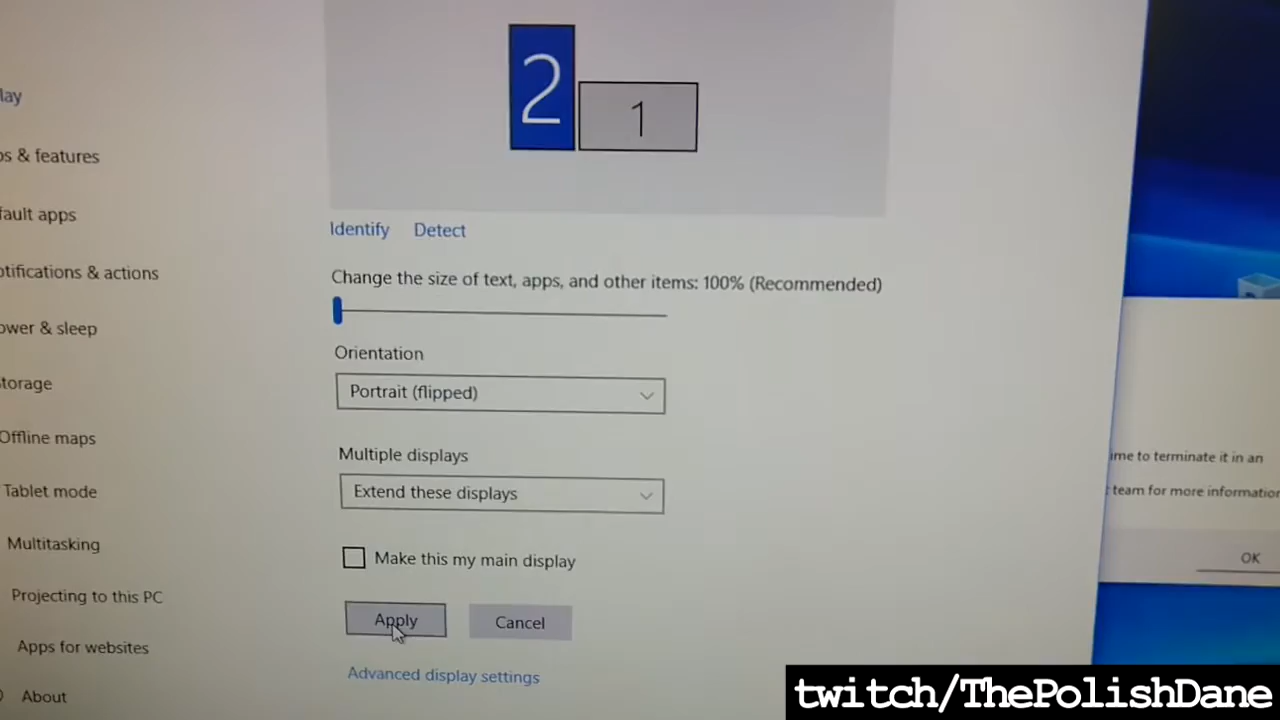 2
1
lay
s & features
Identify Detect
fault apps
otifications & actions
Change the size of text, apps, and other items: 100% (Recommended)
ower & sleep
Orientation
torage
Portrait (flipped)
Offline maps
Multiple displays
me to terminate it in an
Tablet mode
Extend these displays
team for more information
Multitasking
Make this my main display
OK
Projecting to this PC
Apply Cancel
Apps for websites
Advanced display settings
About
twitch/ThePolishDane